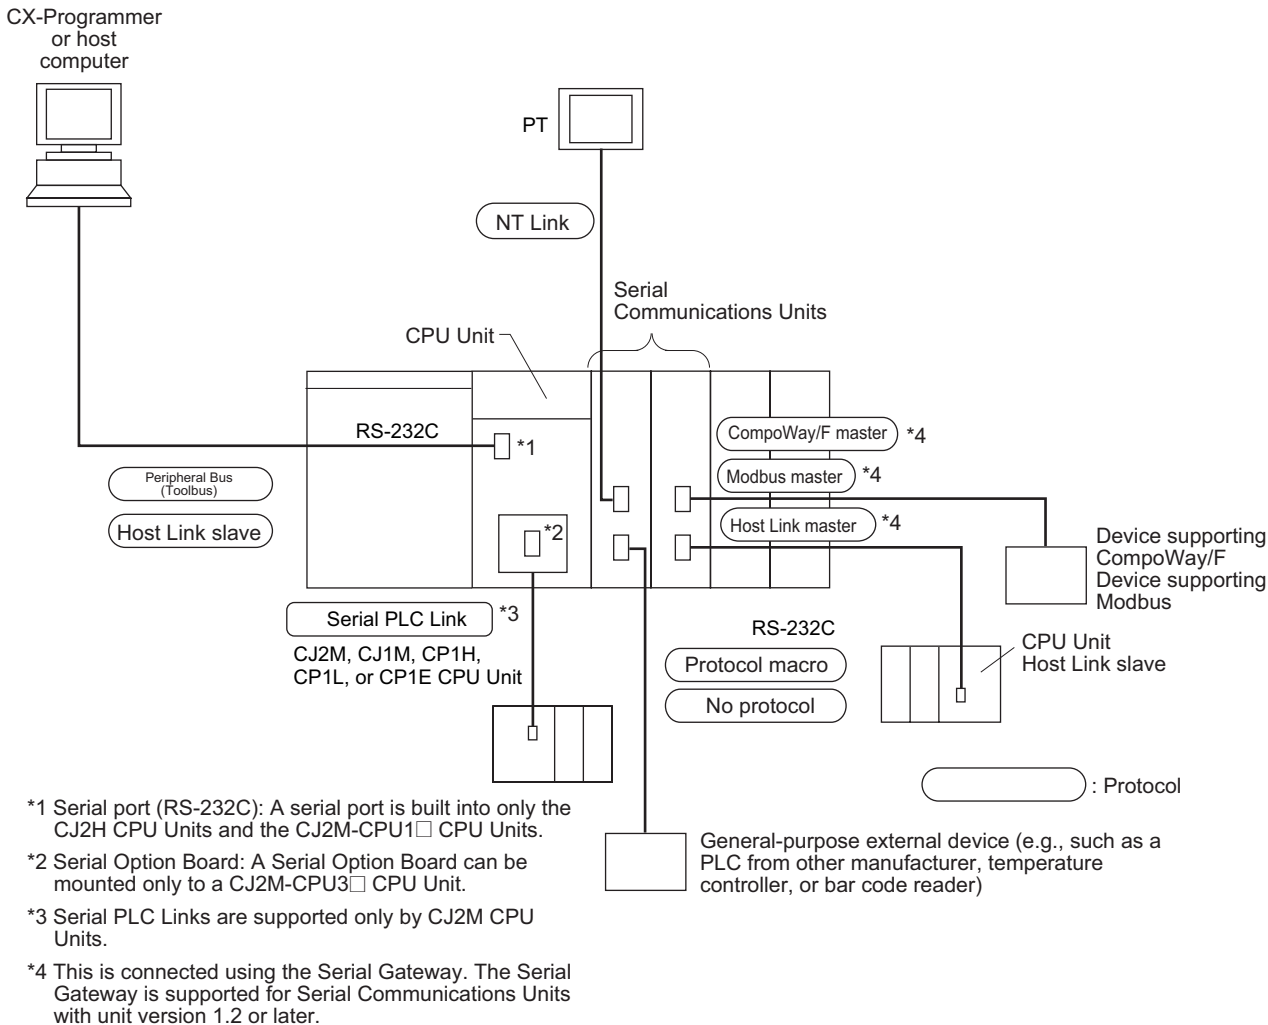 CX-Programmer
or host
computer
PT
NT Link
Serial
Communications Units
CPU Unit
RS-232C
*1
CompoWay/F master
*4
Peripheral Bus
(Toolbus)
Modbus master
*4
Host Link slave
*2
Host Link master
*4
Device supporting
CompoWay/F
Device supporting
Modbus
Serial PLC Link
*3
CJ2M, CJ1M, CP1H,
CP1L, or CP1E CPU Unit
RS-232C
Protocol macro
No protocol
CPU Unit
Host Link slave
: Protocol
*1 Serial port (RS-232C): A serial port is built into only the
CJ2H CPU Units and the CJ2M-CPU1□ CPU Units.
*2 Serial Option Board: A Serial Option Board can be
mounted only to a CJ2M-CPU3□ CPU Unit.
*3 Serial PLC Links are supported only by CJ2M CPU
Units.
*4 This is connected using the Serial Gateway. The Serial
Gateway is supported for Serial Communications Units
with unit version 1.2 or later.
General-purpose external device (e.g., such as a
PLC from other manufacturer, temperature
controller, or bar code reader)